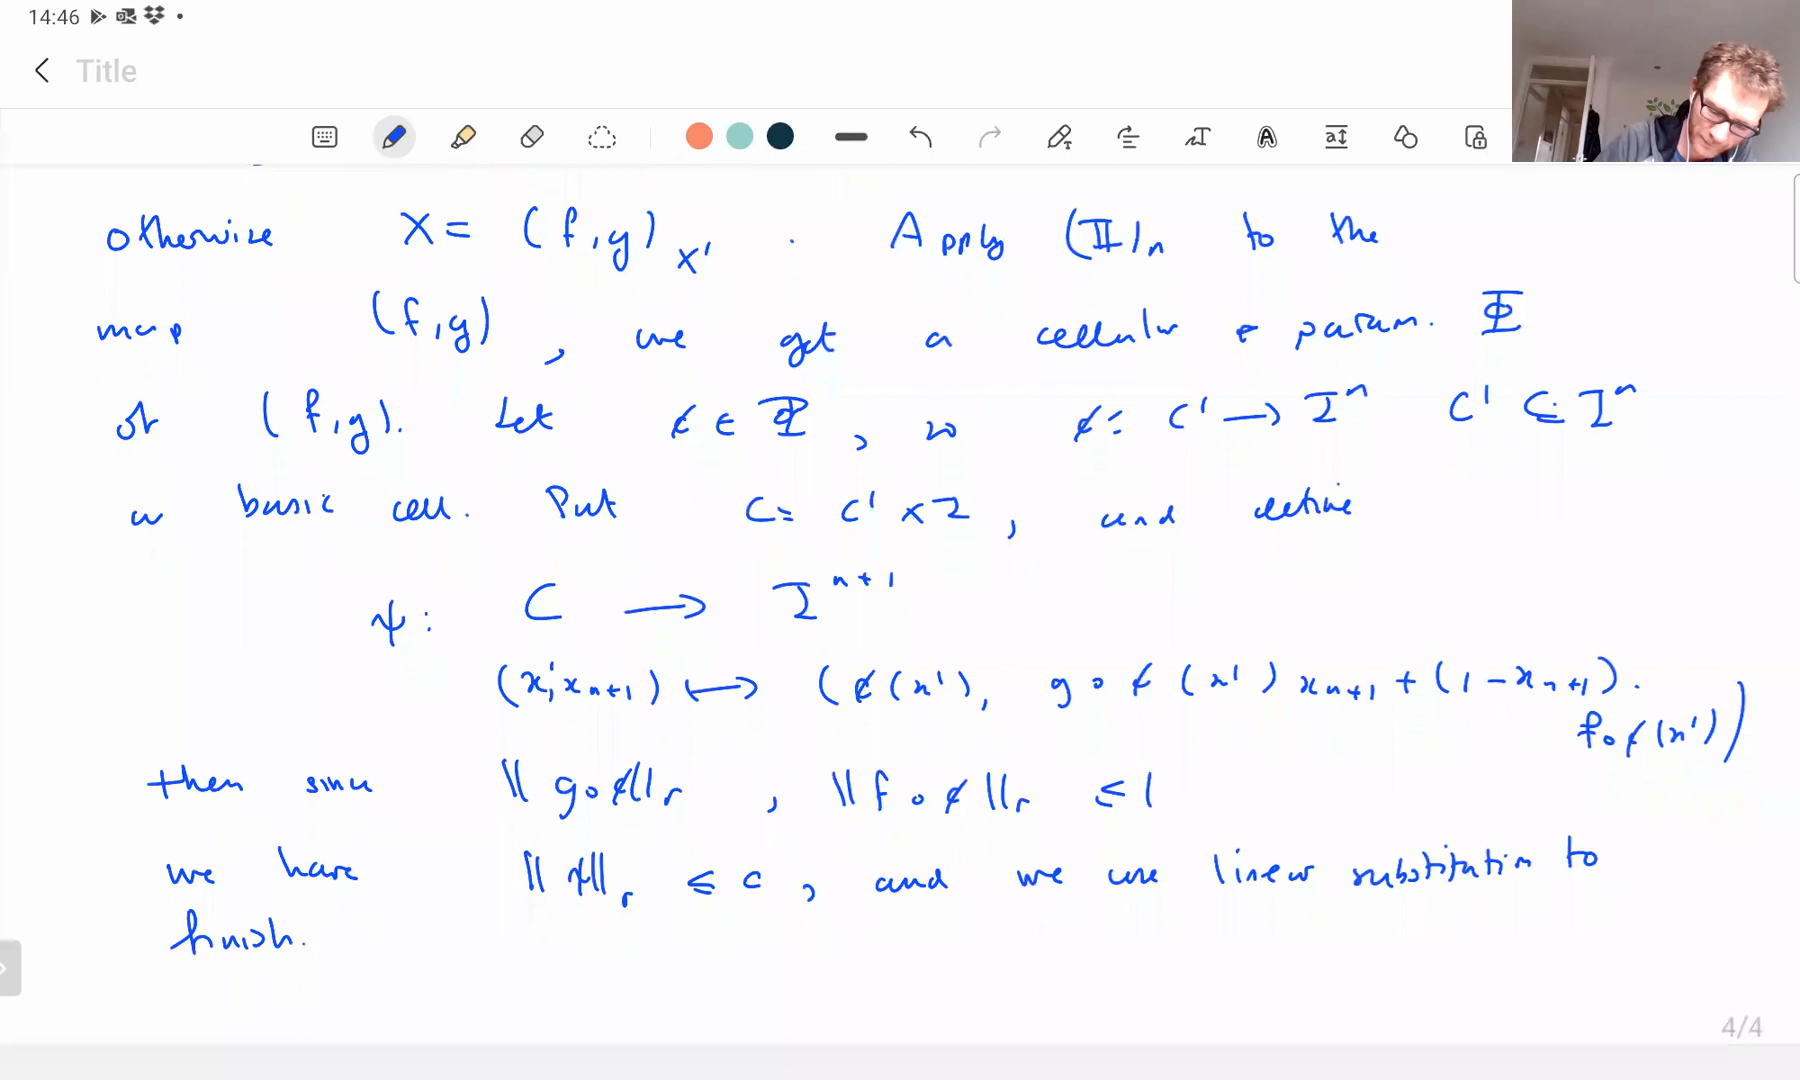 14:46
Title
otherwise X = (f,g)_{X'} . Apply (II)_n to the
map (f,g), we get a cellular r param. Φ
of (f,g). Let φ ∈ Φ, so φ: C' → I^n C' ⊆ I^n
a basic cell. Put C = C' × I, and define
ψ: C → I^{n+1}
(x', x_{n+1}) ↦ (φ(x'), g∘φ(x') x_{n+1} + (1 - x_{n+1}).
f∘φ(x'))
then since ‖g∘φ‖_r , ‖f∘φ‖_r ≤ 1
we have ‖ψ‖_r ≤ c, and we use linear substitution to
finish.
4/4